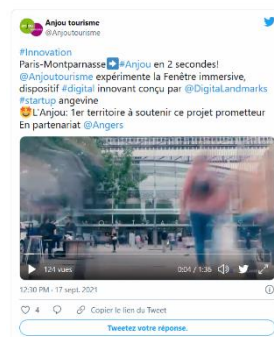 Anjou tourisme
@Anjoutourisme
#Innovation
Paris-Montparnasse➡️#Anjou en 2 secondes!
@Anjoutourisme expérimente la Fenêtre immersive,
dispositif #digital innovant conçu par @DigitalLandmarks
#startup angevine
🤩L'Anjou: 1er territoire à soutenir ce projet prometteur
En partenariat @Angers
124 vues
0:04 / 1:36
12:30 PM · 17 sept. 2021
4
Copier le lien du Tweet
Tweetez votre réponse.